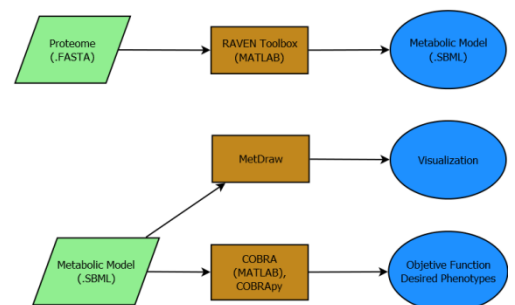 Proteome
(.FASTA)
RAVEN Toolbox
(MATLAB)
Metabolic Model
(.SBML)
MetDraw
Visualization
Metabolic Model
(.SBML)
COBRA
(MATLAB),
COBRApy
Objetive Function
Desired Phenotypes